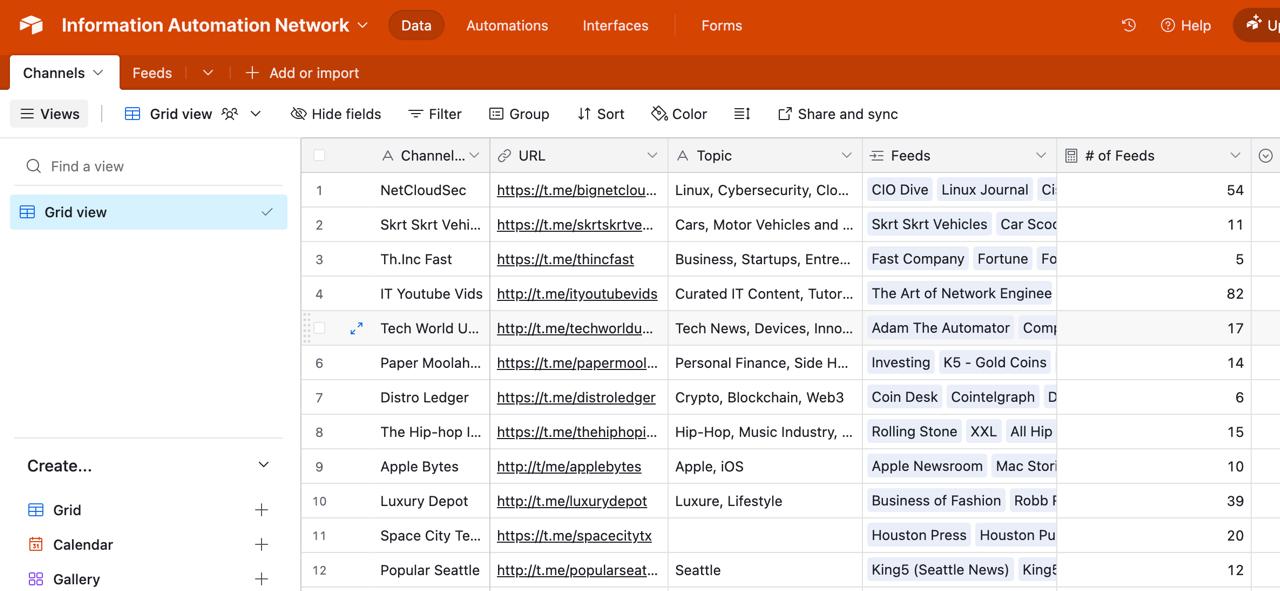 Information Automation Network Data Automations Interfaces Forms Help Up
Channels Feeds Add or import
Views Grid view Hide fields Filter Group Sort Color Share and sync
Find a view
Grid view
Create...
Grid
Calendar
Gallery
Channel... URL Topic Feeds # of Feeds
1 NetCloudSec https://t.me/bignetclou... Linux, Cybersecurity, Clo... CIO Dive Linux Journal Ci 54
2 Skrt Skrt Vehi... https://t.me/skrtskrtve... Cars, Motor Vehicles and ... Skrt Skrt Vehicles Car Scoo 11
3 Th.Inc Fast https://t.me/thincfast Business, Startups, Entre... Fast Company Fortune Fo 5
4 IT Youtube Vids http://t.me/ityoutubevids Curated IT Content, Tutor... The Art of Network Enginee 82
Tech World U... http://t.me/techworldu... Tech News, Devices, Inno... Adam The Automator Comp 17
6 Paper Moolah... https://t.me/papermool... Personal Finance, Side H... Investing K5 - Gold Coins 14
7 Distro Ledger https://t.me/distroledger Crypto, Blockchain, Web3 Coin Desk Cointelgraph D 6
8 The Hip-hop I... https://t.me/thehiphopi... Hip-Hop, Music Industry, ... Rolling Stone XXL All Hip 15
9 Apple Bytes http://t/me/applebytes Apple, iOS Apple Newsroom Mac Stori 10
10 Luxury Depot http://t.me/luxurydepot Luxure, Lifestyle Business of Fashion Robb 39
11 Space City Te... https://t.me/spacecitytx Houston Press Houston Pu 20
12 Popular Seattle http://t.me/popularseat... Seattle King5 (Seattle News) King5 12